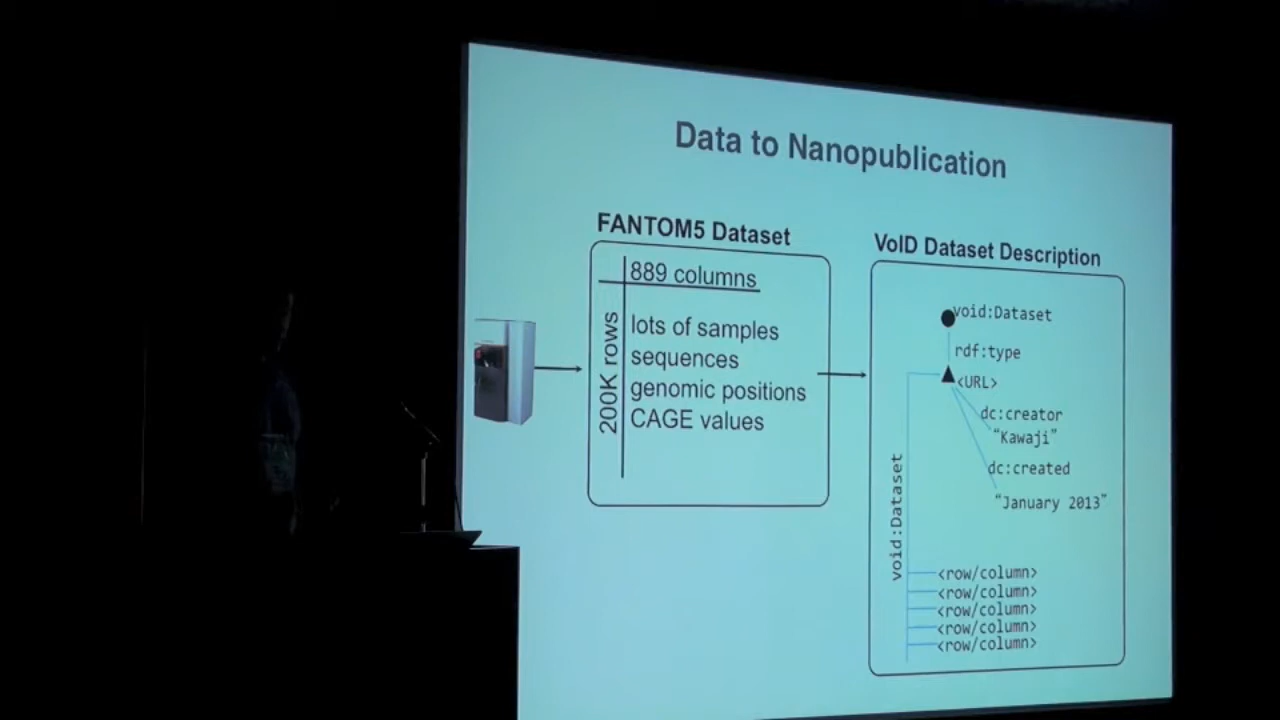 Data to Nanopublication
FANTOM5 Dataset
889 columns
200K rows
lots of samples
sequences
genomic positions
CAGE values
VoID Dataset Description
void:Dataset
rdf:type
<URL>
dc:creator
"Kawaji"
dc:created
"January 2013"
void:Dataset
<row/column>
<row/column>
<row/column>
<row/column>
<row/column>